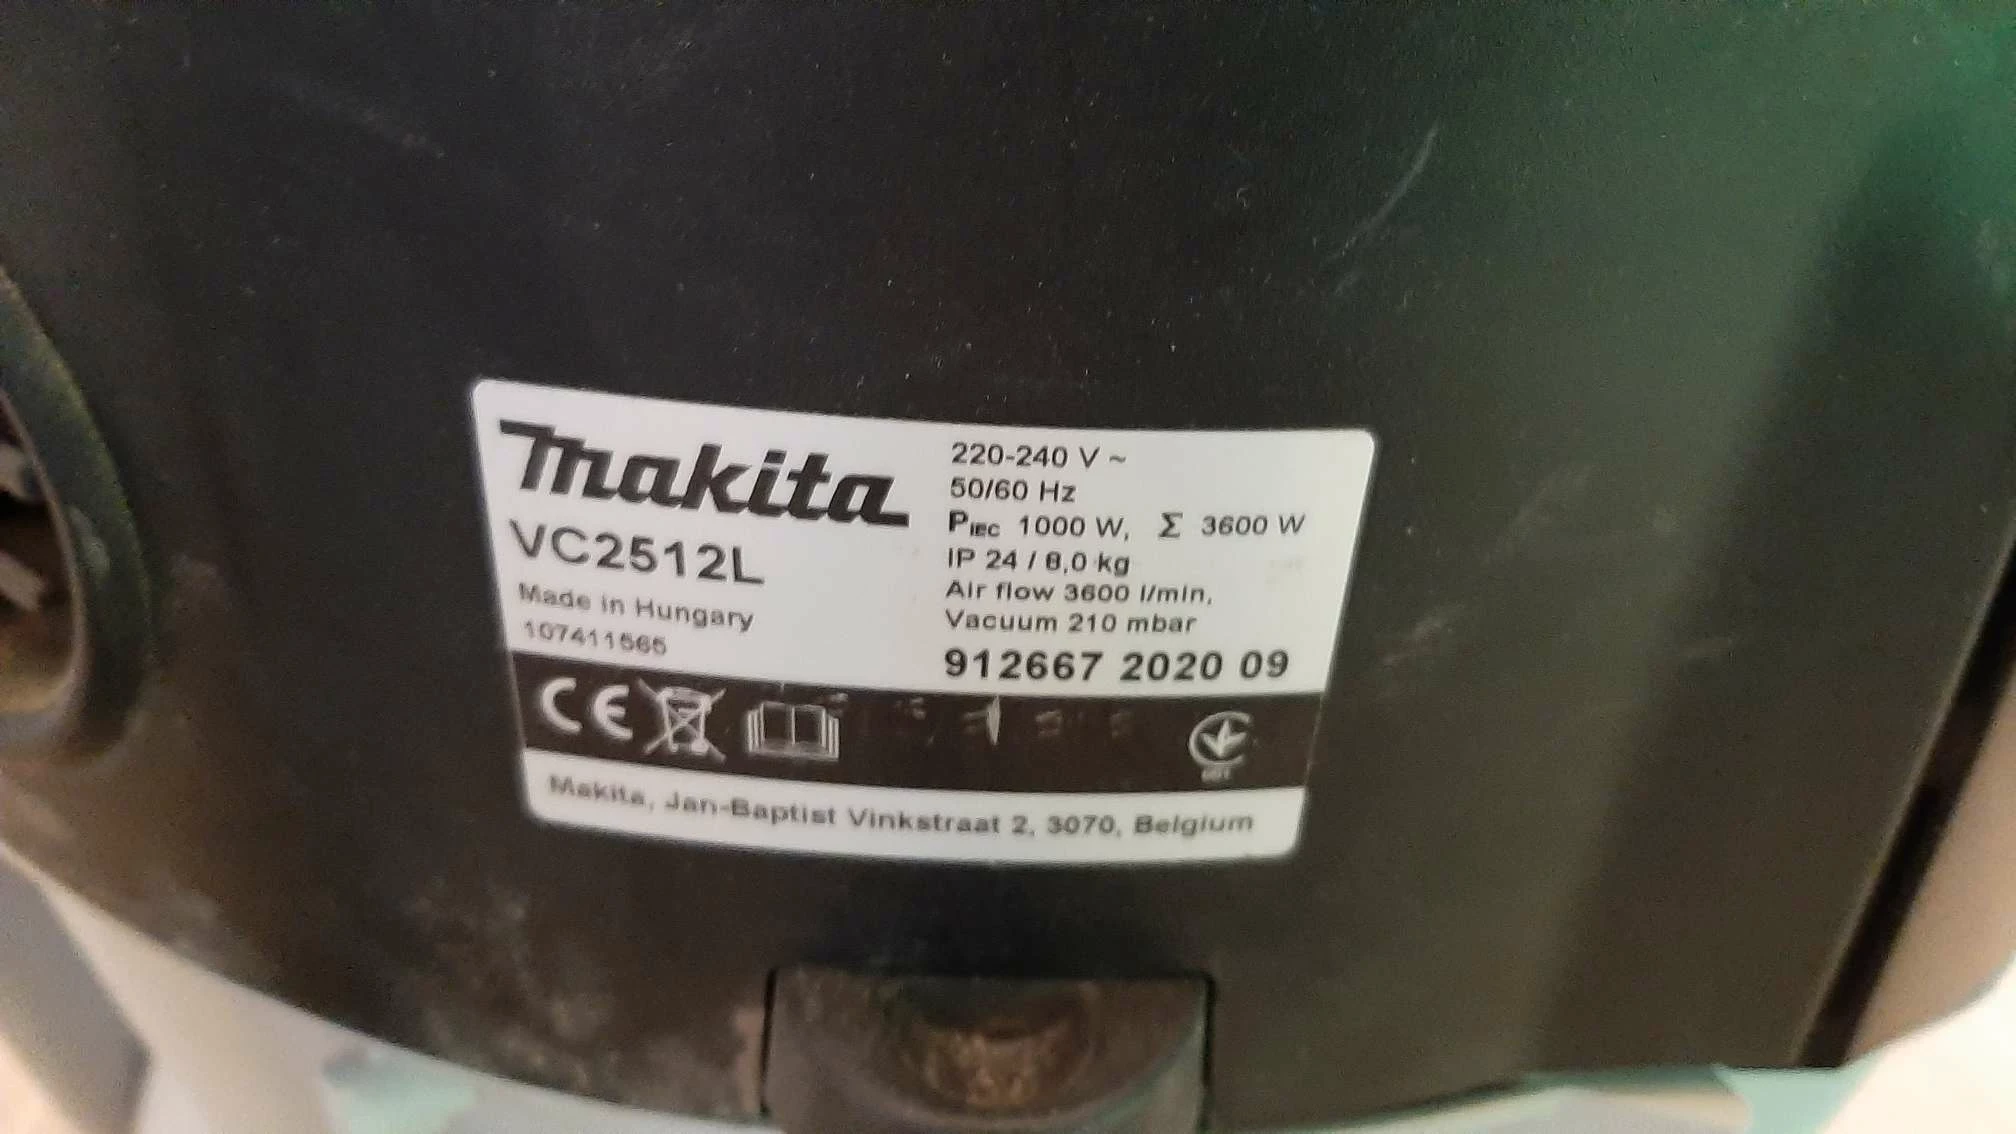 makita
VC2512L
Made in Hungary
107411565
220-240 V ~
50/60 Hz
PIEC 1000 W, Σ 3600 W
IP 24 / 8,0 kg
Air flow 3600 l/min,
Vacuum 210 mbar
912667 2020 09
CE
Makita, Jan-Baptist Vinkstraat 2, 3070, Belgium